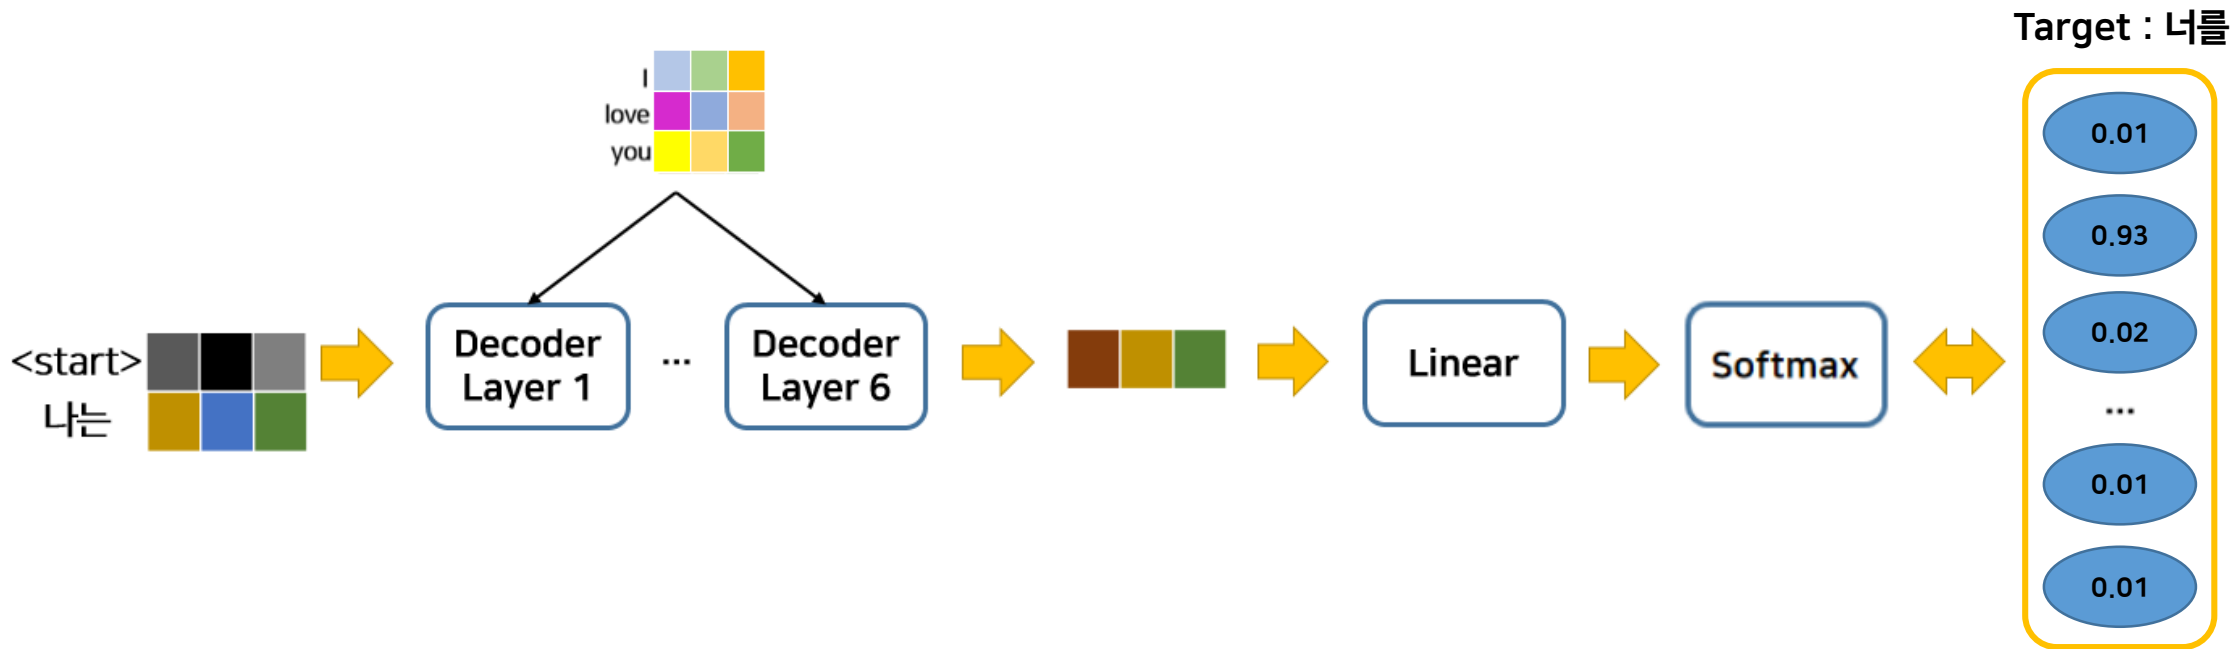 Target : 너를
I
love
you
<start>
나는
Decoder
Layer 1
...
Decoder
Layer 6
Linear
Softmax
0.01
0.93
0.02
...
0.01
0.01